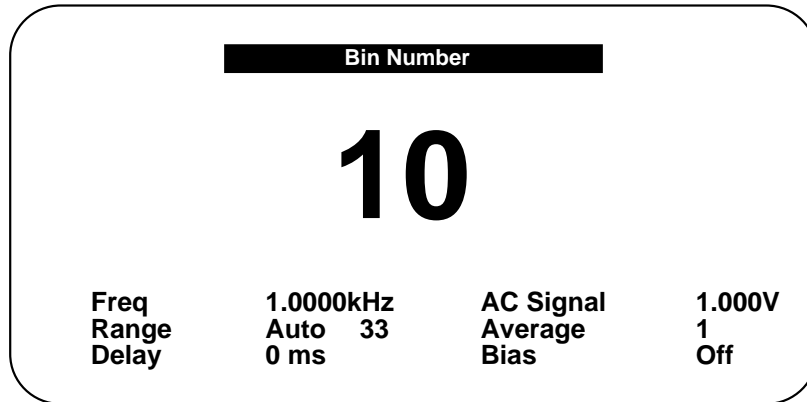 Bin Number
10
Freq 1.0000kHz AC Signal 1.000V
Range Auto 33 Average 1
Delay 0 ms Bias Off